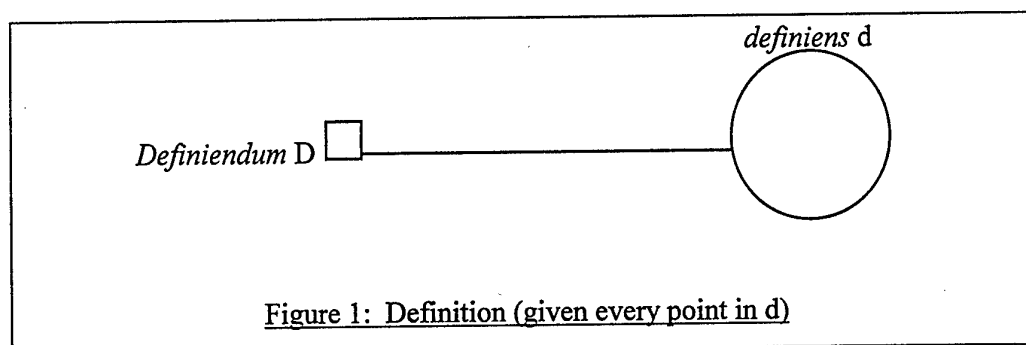 definiens d
Definiendum D
Figure 1: Definition (given every point in d)